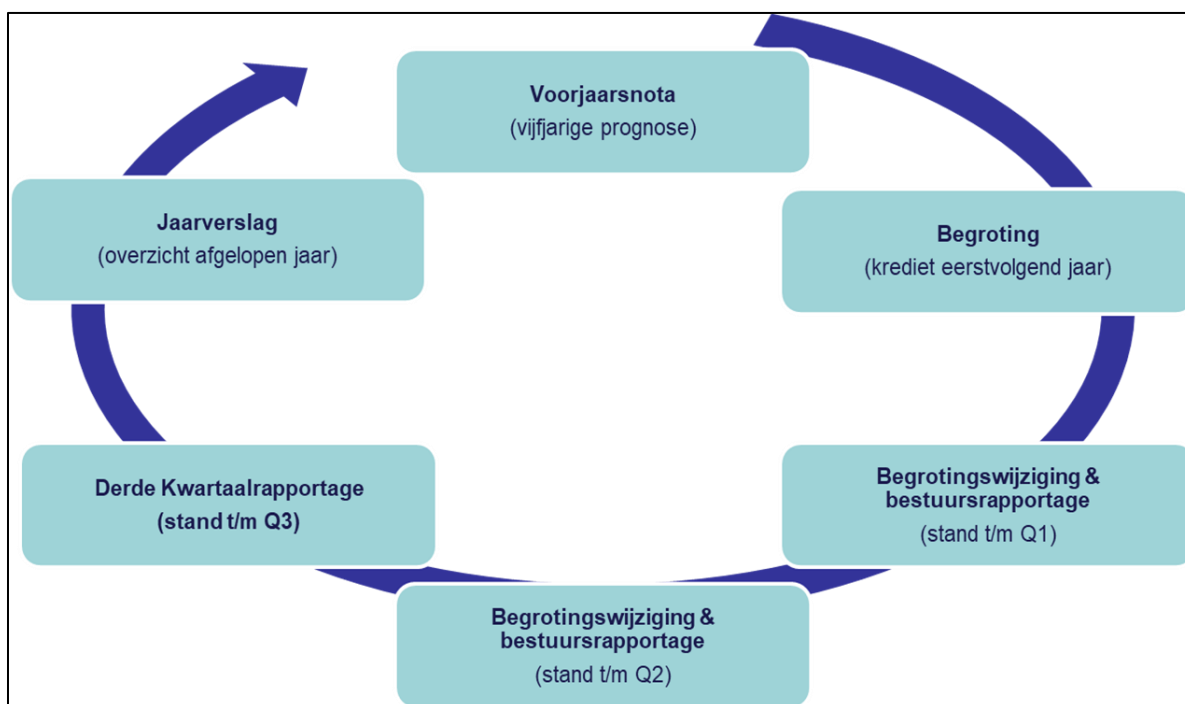 Voorjaarsnota
(vijfjarige prognose)
Begroting
(krediet eerstvolgend jaar)
Begrotingswijziging &
bestuursrapportage
(stand t/m Q1)
Begrotingswijziging &
bestuursrapportage
(stand t/m Q2)
Derde Kwartaalrapportage
(stand t/m Q3)
Jaarverslag
(overzicht afgelopen jaar)